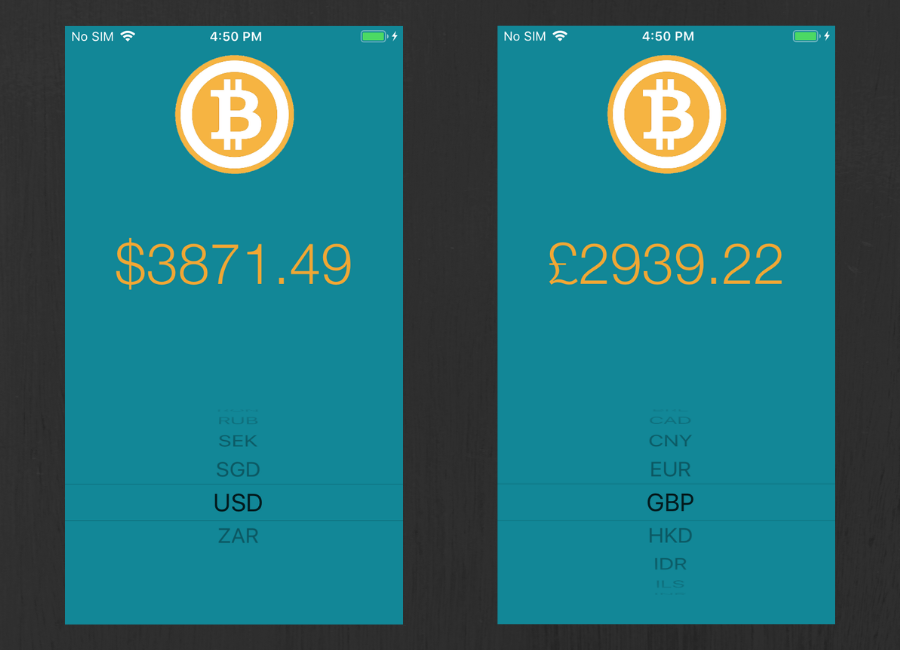 No SIM 4:50 PM
$3871.49
RUB
SEK
SGD
USD
ZAR
No SIM 4:50 PM
£2939.22
CAD
CNY
EUR
GBP
HKD
IDR
ILS